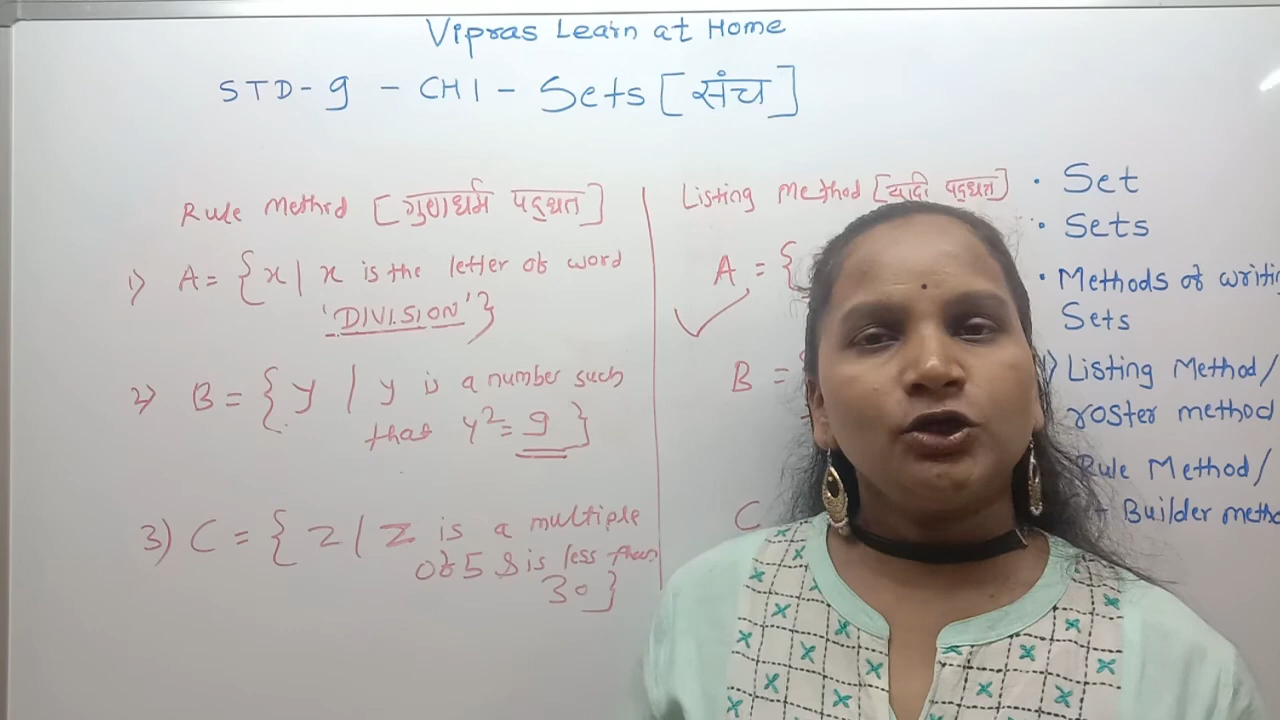 Vipras Learn at Home
STD-9 - CH1 - Sets [संच]
Rule Method [गुणधर्म पद्धत]
1) A = { x / x is the letter of word
'DIVISION' }
2) B = { y / y is a number such
that y² = 9 }
3) C = { Z / Z is a multiple
of 5 & is less than
30 }
Listing Method [यादी पद्धत]
A = {
B = {
C
• Set
• Sets
• Methods of writi
Sets
) Listing Method/
roster method
Rule Method/
- Builder metho